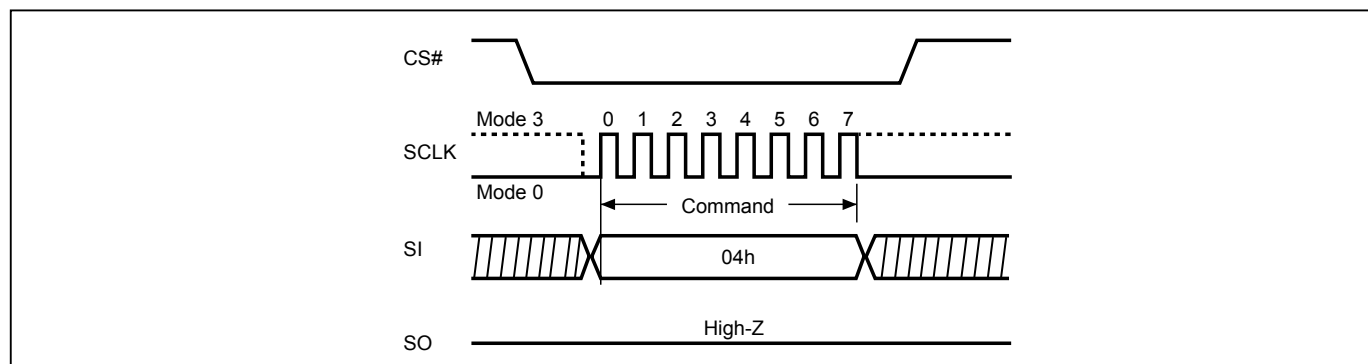 CS#
Mode 3 0 1 2 3 4 5 6 7
SCLK
Mode 0
Command
SI
04h
High-Z
SO